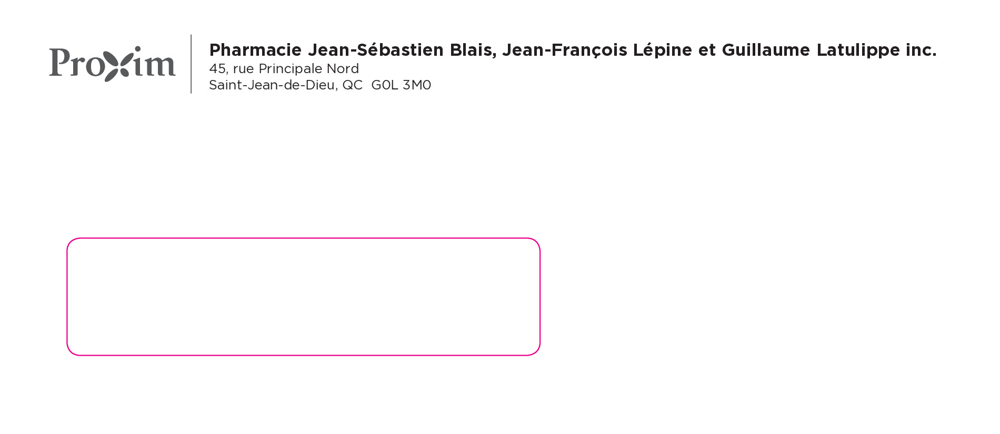 Proxim
Pharmacie Jean-Sébastien Blais, Jean-François Lépine et Guillaume Latulippe inc.
45, rue Principale Nord
Saint-Jean-de-Dieu, QC  G0L 3M0